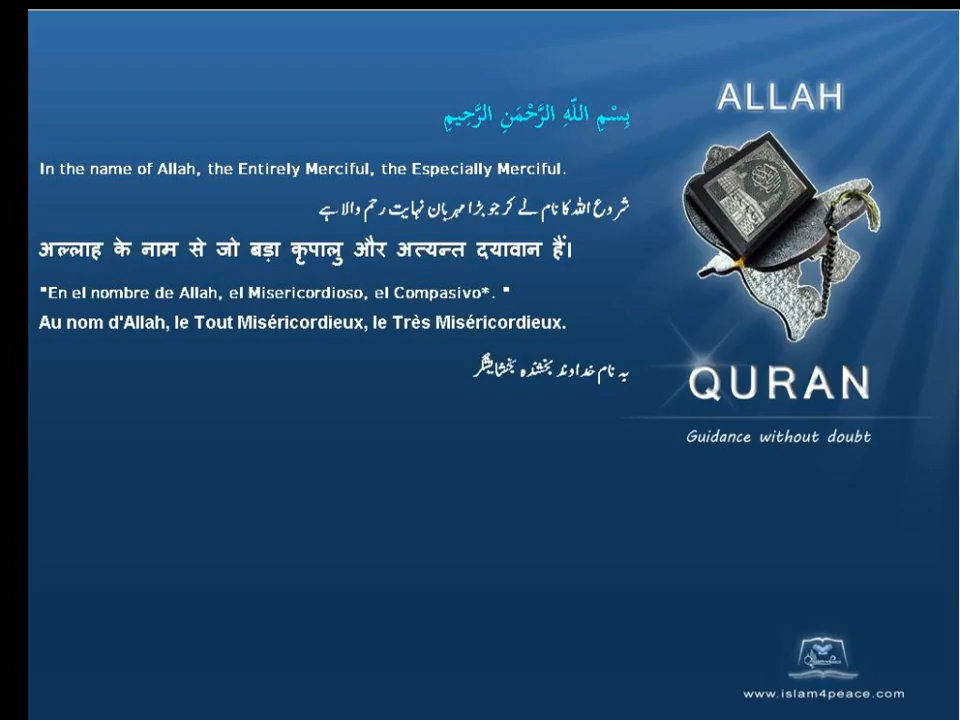 بِسْمِ اللَّهِ الرَّحْمَنِ الرَّحِيمِ
In the name of Allah, the Entirely Merciful, the Especially Merciful.
شروع الله کا نام لے کر جو بڑا مہربان نہایت رحم والا ہے
अल्लाह के नाम से जो बड़ा कृपालु और अत्यन्त दयावान हैं।
"En el nombre de Allah, el Misericordioso, el Compasivo*. "
Au nom d'Allah, le Tout Miséricordieux, le Très Miséricordieux.
به نام خداوند بخشنده بخشایشگر
ALLAH
QURAN
Guidance without doubt
www.islam4peace.com